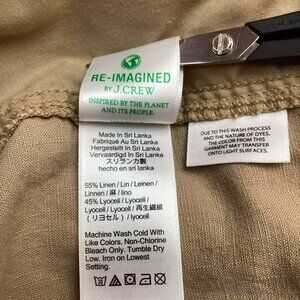 RE-IMAGINED
BY J.CREW
INSPIRED BY THE PLANET
AND ITS PEOPLE.
Made In Sri Lanka
Fabriqué Au Sri Lanka
Hergestellt In Sri Lanka
Vervaardigd In Sri Lanka
スリランカ製
hecho en sri lanka
55% Linen/ Lin/ Leinen/
Linnen/ 麻/ lino
45% Lyocell/ Lyocell/
Lyocell/ Lyocell/ 再生繊維
(リヨセル) /lyocell
Machine Wash Cold With
Like Colors. Non-Chlorine
Bleach Only. Tumble Dry
Low. Iron on Lowest
Setting.
DUE TO THIS WASH PROCESS
AND THE NATURE OF DYES,
THE COLOR FROM THIS
GARMENT MAY TRANSFER
ONTO LIGHT SURFACES.